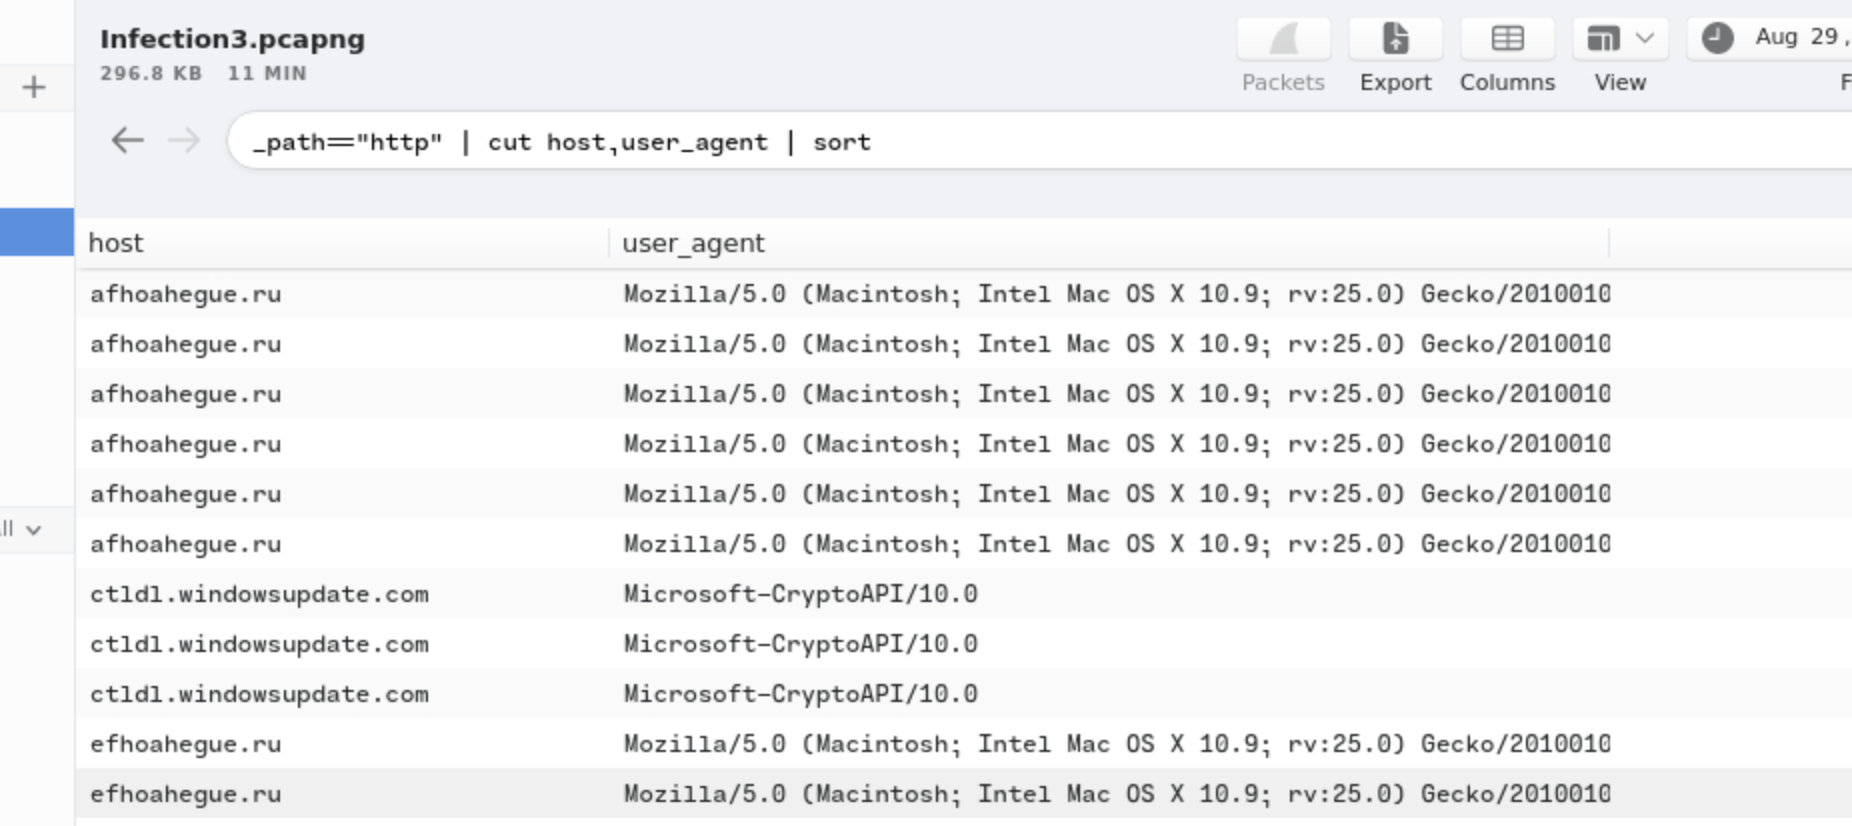 Infection3.pcapng
296.8 KB 11 MIN
Packets Export Columns View Aug 29,
_path=="http" | cut host,user_agent | sort
host user_agent
afhoahegue.ru Mozilla/5.0 (Macintosh; Intel Mac OS X 10.9; rv:25.0) Gecko/2010010
afhoahegue.ru Mozilla/5.0 (Macintosh; Intel Mac OS X 10.9; rv:25.0) Gecko/2010010
afhoahegue.ru Mozilla/5.0 (Macintosh; Intel Mac OS X 10.9; rv:25.0) Gecko/2010010
afhoahegue.ru Mozilla/5.0 (Macintosh; Intel Mac OS X 10.9; rv:25.0) Gecko/2010010
afhoahegue.ru Mozilla/5.0 (Macintosh; Intel Mac OS X 10.9; rv:25.0) Gecko/2010010
afhoahegue.ru Mozilla/5.0 (Macintosh; Intel Mac OS X 10.9; rv:25.0) Gecko/2010010
ctldl.windowsupdate.com Microsoft-CryptoAPI/10.0
ctldl.windowsupdate.com Microsoft-CryptoAPI/10.0
ctldl.windowsupdate.com Microsoft-CryptoAPI/10.0
efhoahegue.ru Mozilla/5.0 (Macintosh; Intel Mac OS X 10.9; rv:25.0) Gecko/2010010
efhoahegue.ru Mozilla/5.0 (Macintosh; Intel Mac OS X 10.9; rv:25.0) Gecko/2010010